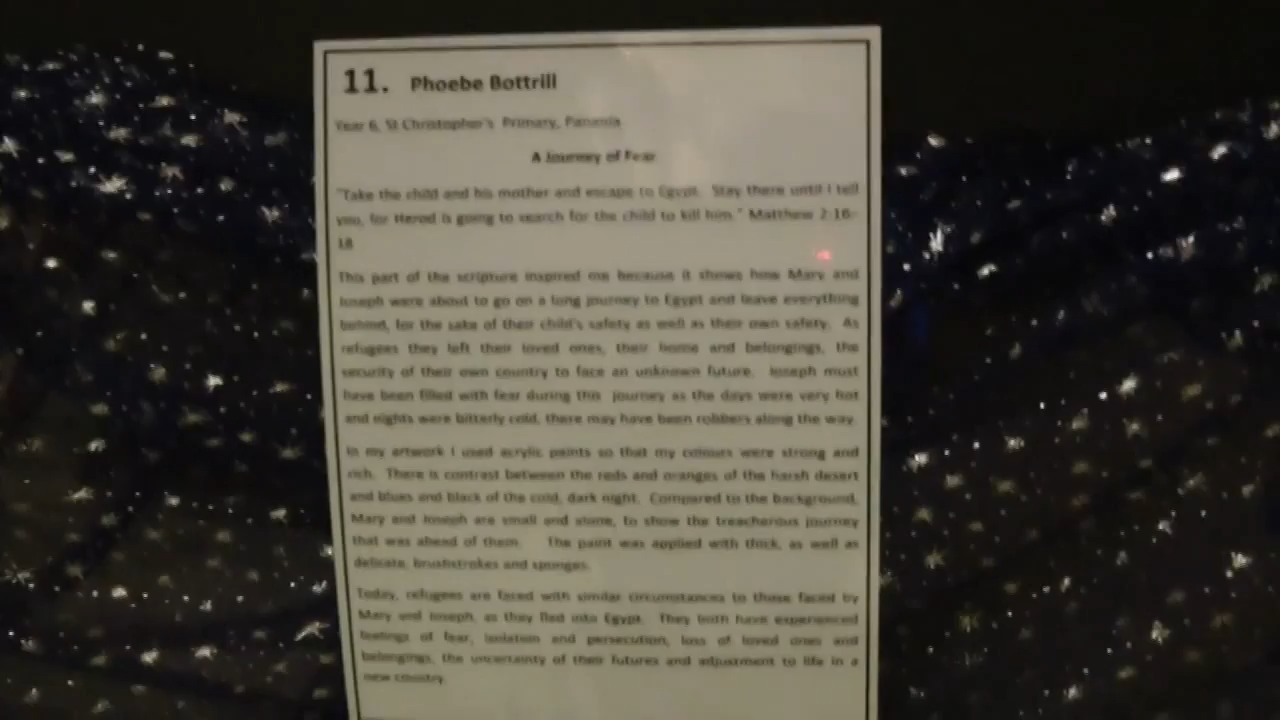 11. Phoebe Bottrill
Year 6, St Christopher's Primary, Panania
A Journey of Fear
"Take the child and his mother and escape to Egypt. Stay there until I tell
you, for Herod is going to search for the child to kill him." Matthew 2:16-
18
This part of the scripture inspired me because it shows how Mary and
Joseph were about to go on a long journey to Egypt and leave everything
behind, for the sake of their child's safety as well as their own safety. As
refugees they left their loved ones, their home and belongings, the
security of their own country to face an unknown future. Joseph must
have been filled with fear during this journey as the days were very hot
and nights were bitterly cold, there may have been robbers along the way.
In my artwork I used acrylic paints so that my colours were strong and
rich. There is contrast between the reds and oranges of the harsh desert
and blues and black of the cold, dark night. Compared to the background,
Mary and Joseph are small and alone, to show the treacherous journey
that was ahead of them. The paint was applied with thick, as well as
delicate, brushstrokes and sponges.
Today, refugees are faced with similar circumstances to those faced by
Mary and Joseph, as they fled into Egypt. They both have experienced
feelings of fear, isolation and persecution, loss of loved ones and
belongings, the uncertainty of their futures and adjustment to life in a
new country.